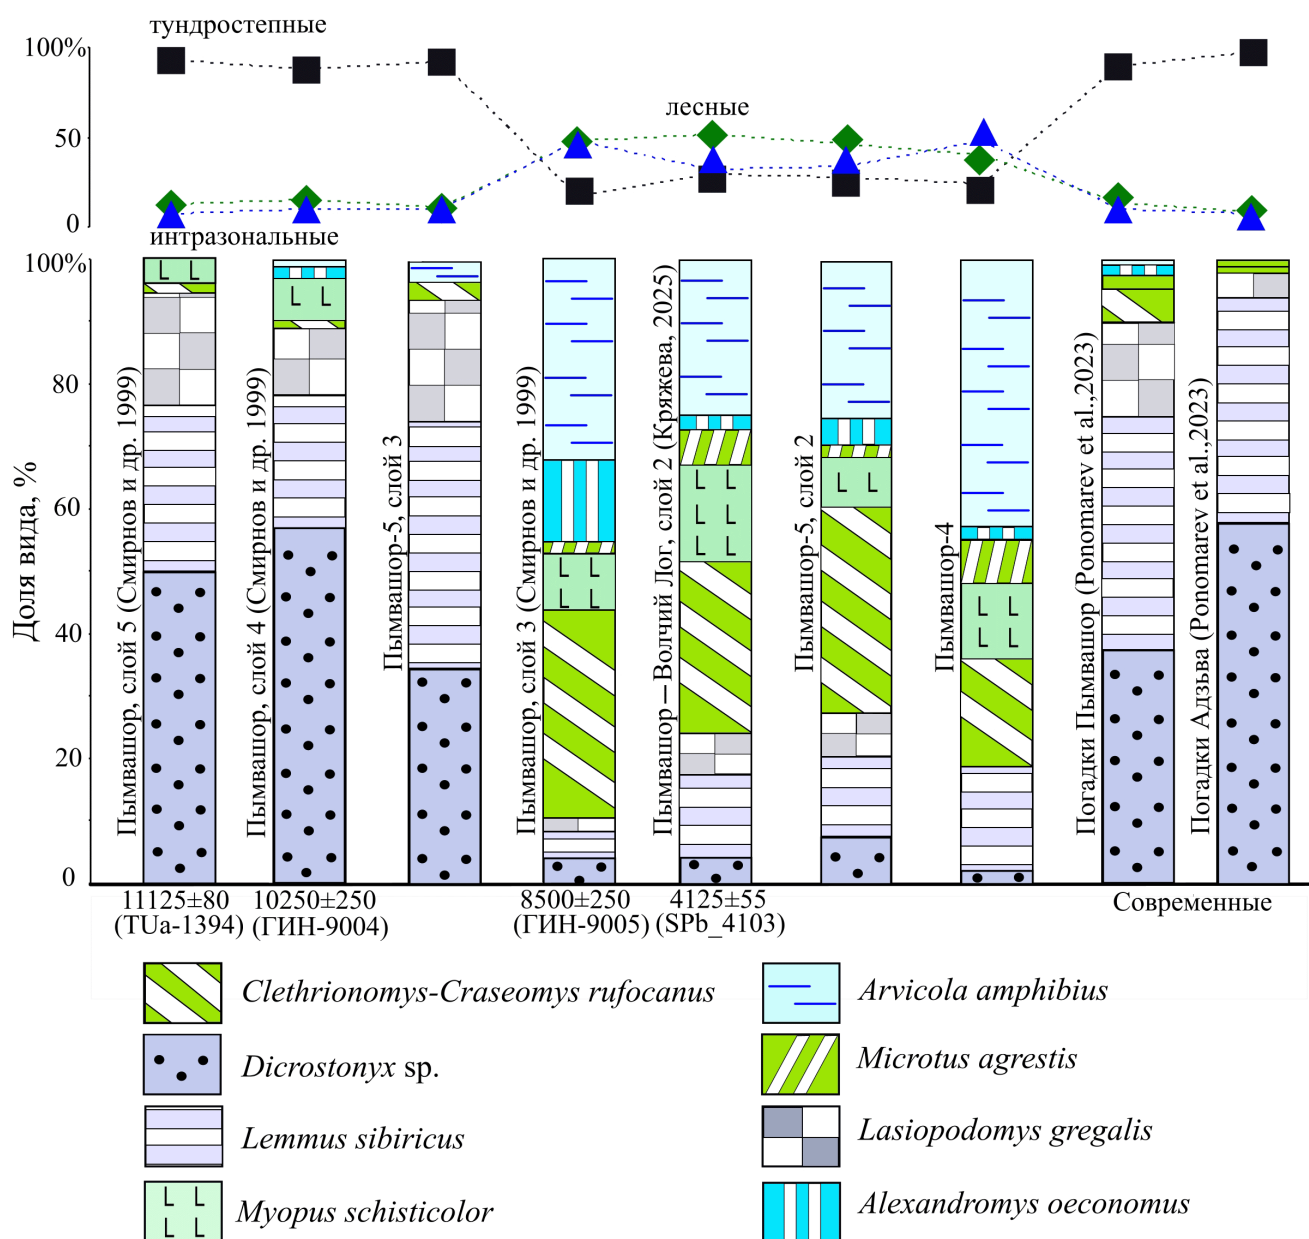 тундростепные
100%
50
0
лесные
интразональные
Доля вида, %
100%
80
60
40
20
0
Пымвашор, слой 5 (Смирнов и др. 1999)
Пымвашор, слой 4 (Смирнов и др. 1999)
Пымвашор-5, слой 3
Пымвашор, слой 3 (Смирнов и др. 1999)
Пымвашор – Волчий Лог, слой 2 (Кряжева, 2025)
Пымвашор-5, слой 2
Пымвашор-4
Погадки Пымвашор (Ponomarev et al.,2023)
Погадки Адзьва (Ponomarev et al.,2023)
11125±80
(TUa-1394)
10250±250
(ГИН-9004)
8500±250
(ГИН-9005)
4125±55
(SPb_4103)
Современные
Clethrionomys-Craseomys rufocanus
Dicrostonyx sp.
Lemmus sibiricus
Myopus schisticolor
Arvicola amphibius
Microtus agrestis
Lasiopodomys gregalis
Alexandromys oeconomus